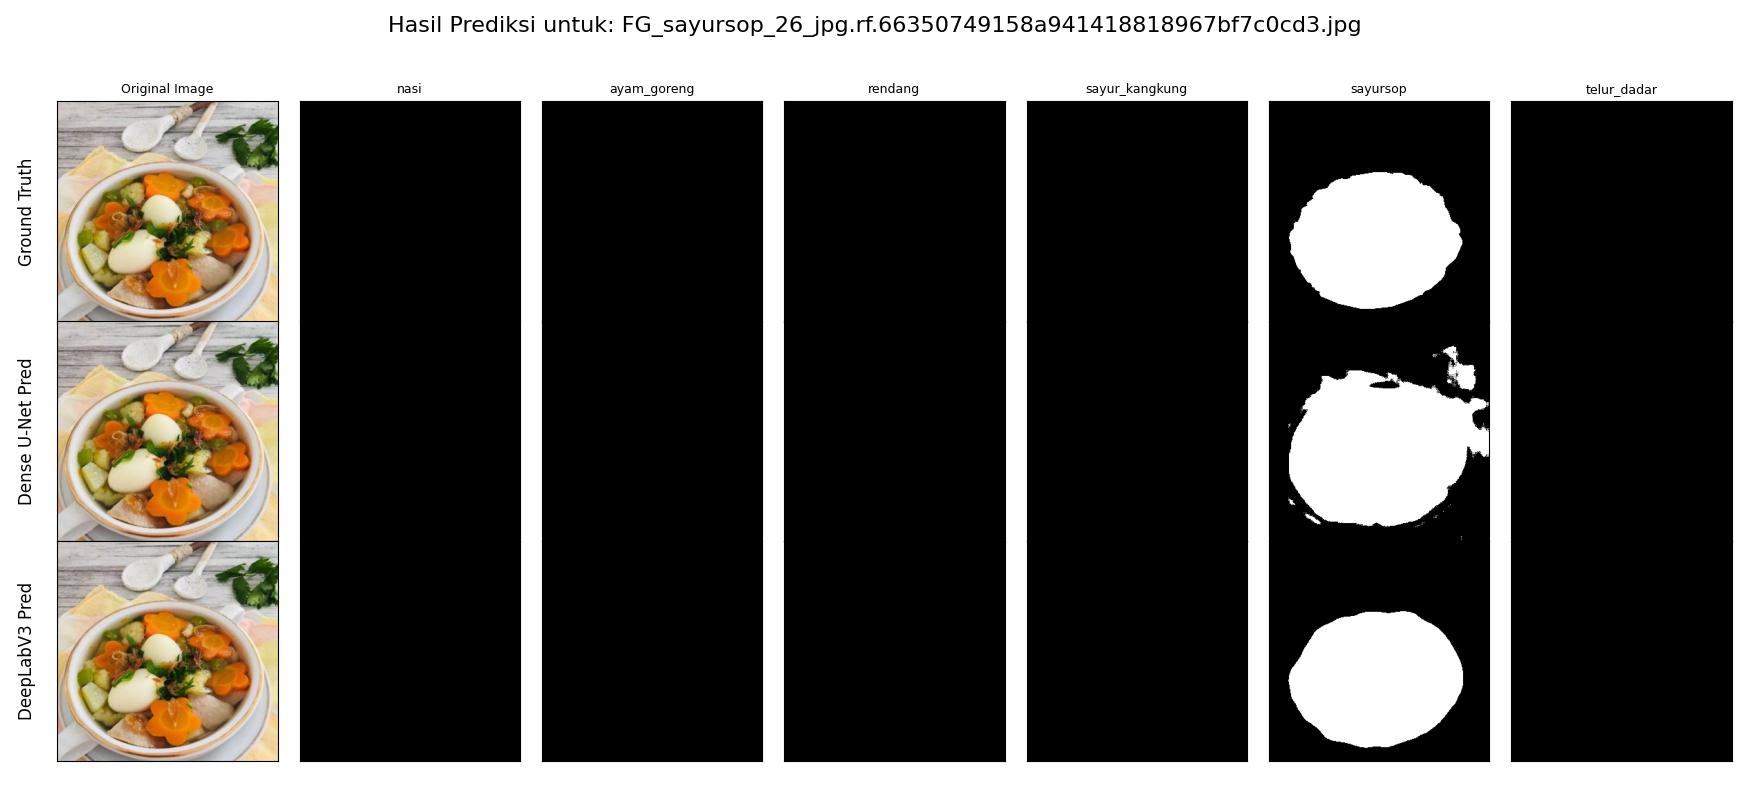 Hasil Prediksi untuk: FG_sayursop_26_jpg.rf.66350749158a941418818967bf7c0cd3.jpg
Original Image nasi ayam_goreng rendang sayur_kangkung sayursop telur_dadar
Ground Truth
Dense U-Net Pred
DeepLabV3 Pred